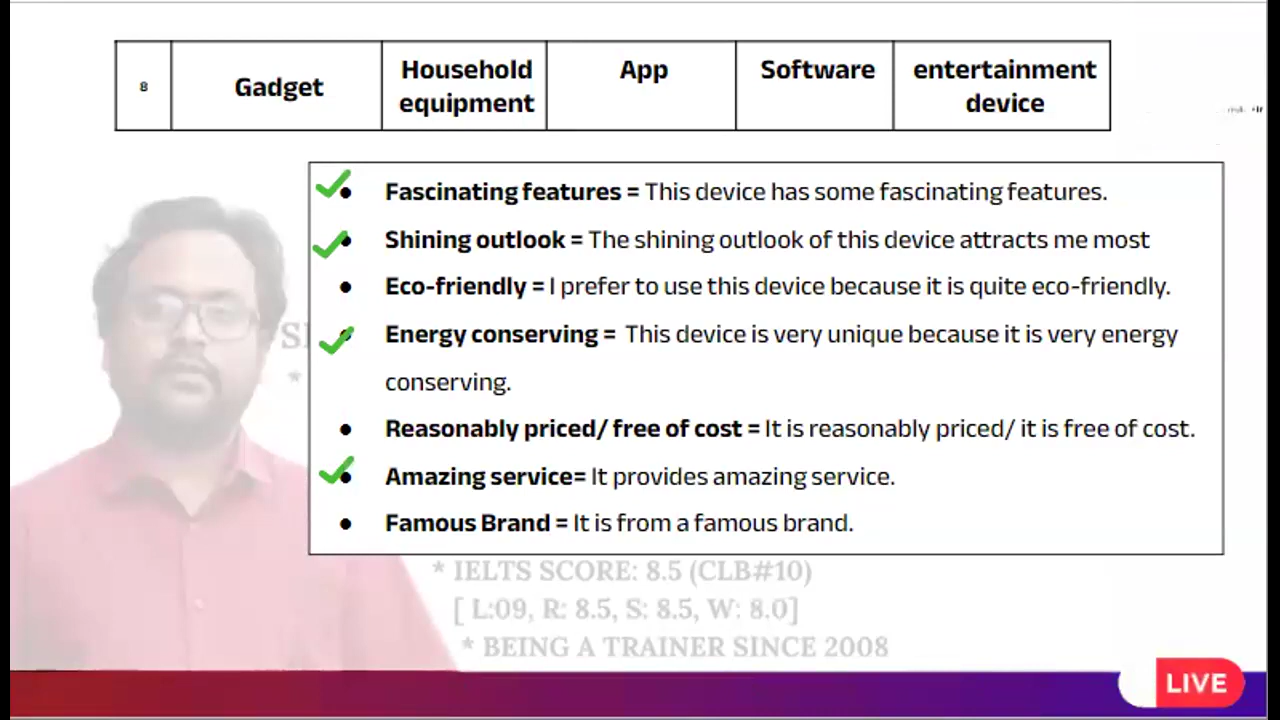 8 Gadget Household equipment App Software entertainment device
• Fascinating features = This device has some fascinating features.
• Shining outlook = The shining outlook of this device attracts me most
• Eco-friendly = I prefer to use this device because it is quite eco-friendly.
• Energy conserving = This device is very unique because it is very energy
conserving.
• Reasonably priced/ free of cost = It is reasonably priced/ it is free of cost.
• Amazing service= It provides amazing service.
• Famous Brand = It is from a famous brand.
* IELTS SCORE: 8.5 (CLB#10)
[ L:09, R: 8.5, S: 8.5, W: 8.0]
* BEING A TRAINER SINCE 2008
LIVE